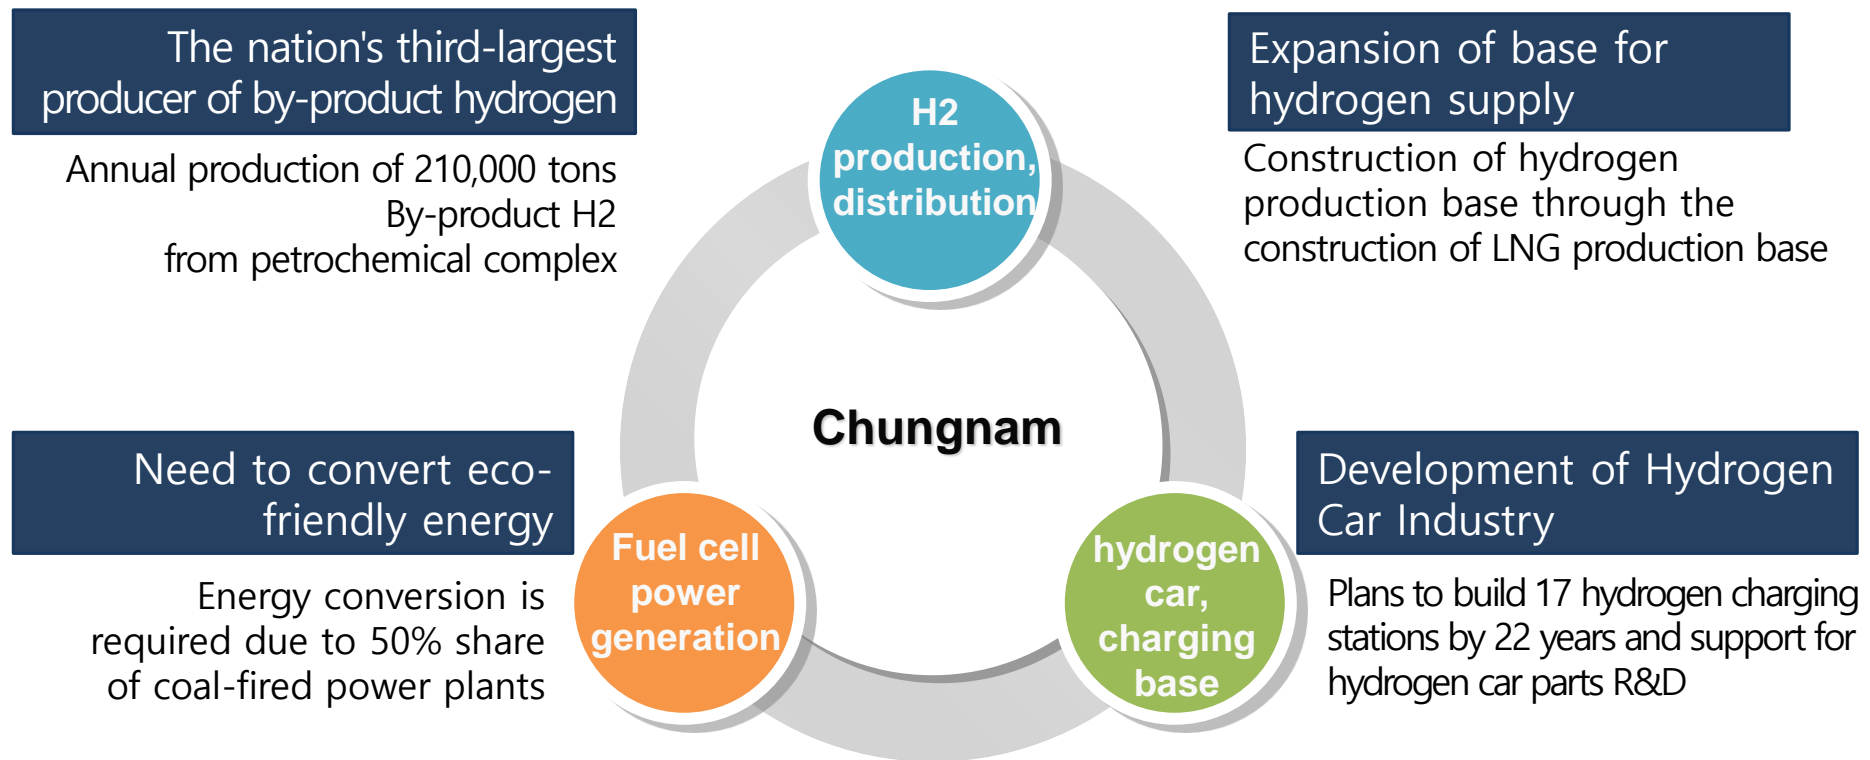 The nation's third-largest
producer of by-product hydrogen
Annual production of 210,000 tons
By-product H2
from petrochemical complex
H2
production,
distribution
Expansion of base for
hydrogen supply
Construction of hydrogen
production base through the
construction of LNG production base
Chungnam
Need to convert eco-
friendly energy
Energy conversion is
required due to 50% share
of coal-fired power plants
Fuel cell
power
generation
hydrogen
car,
charging
base
Development of Hydrogen
Car Industry
Plans to build 17 hydrogen charging
stations by 22 years and support for
hydrogen car parts R&D